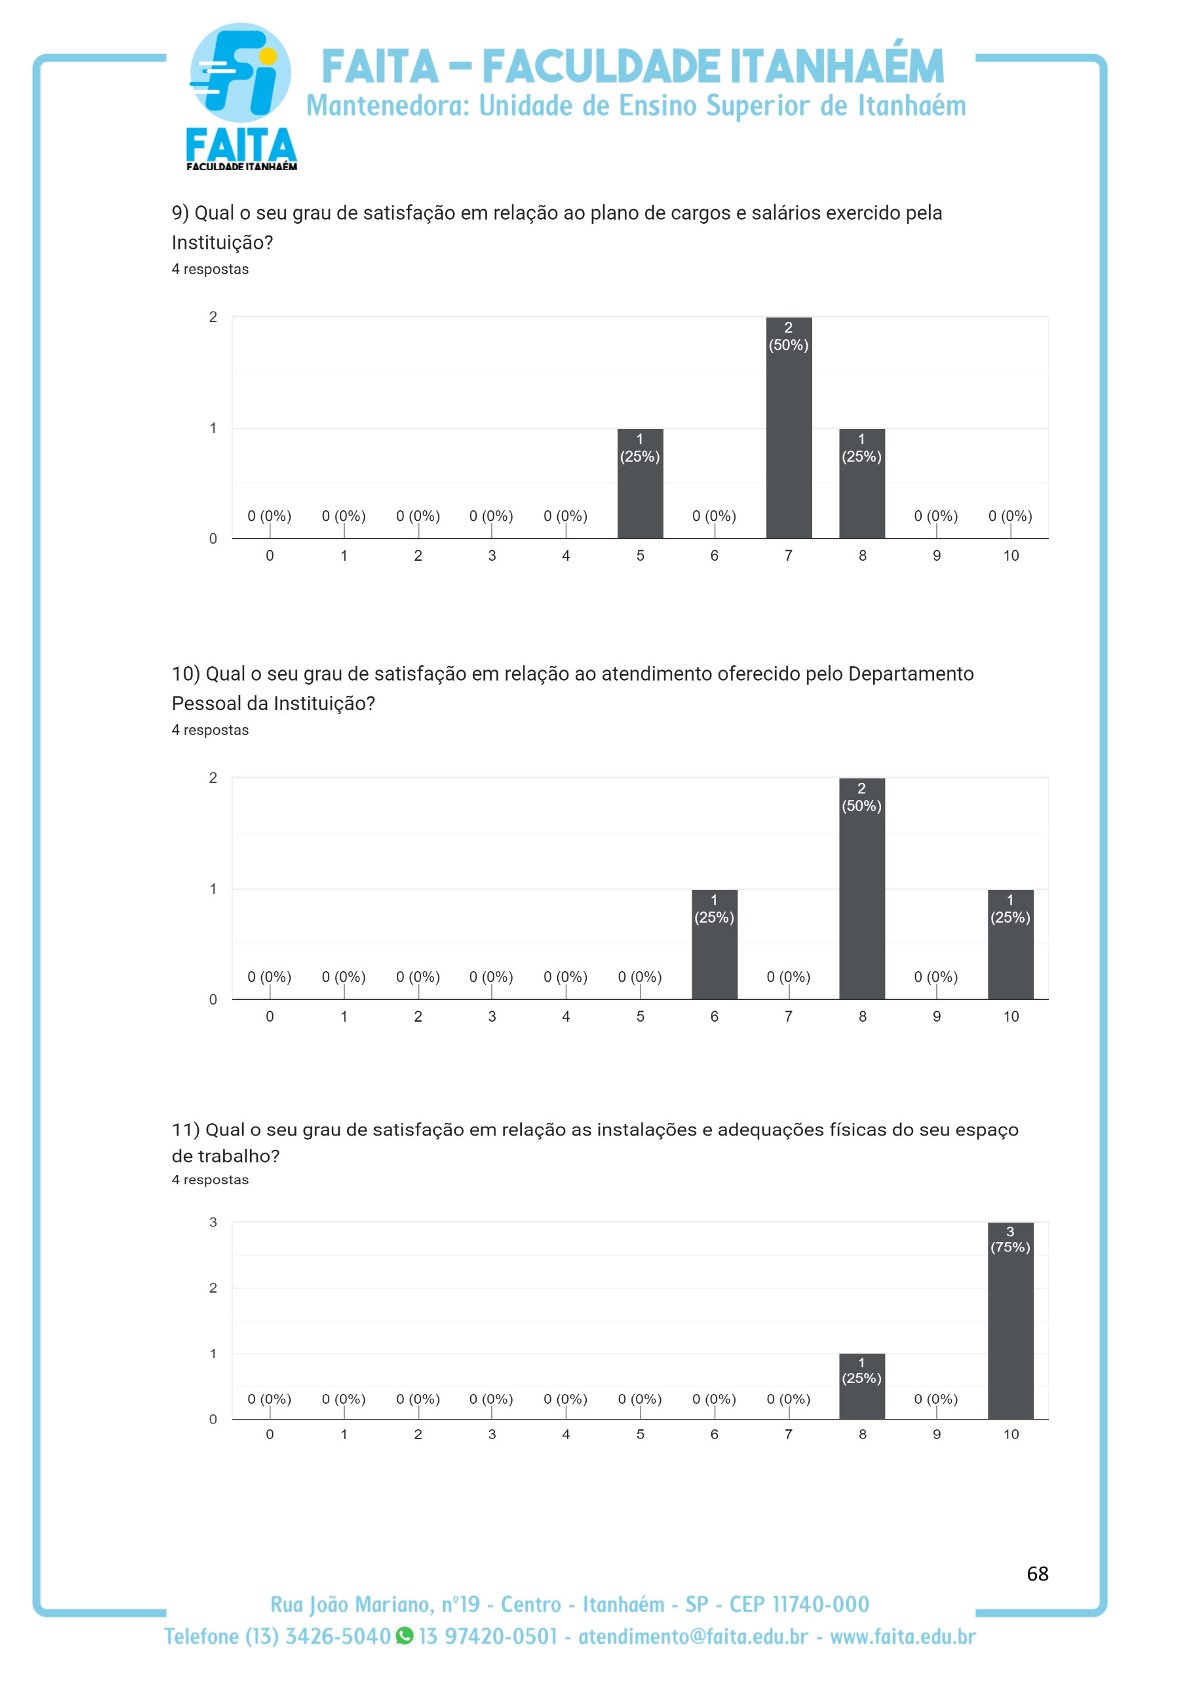 FAITA – FACULDADE ITANHAÉM
Mantenedora: Unidade de Ensino Superior de Itanhaém
Fi
FAITA
FACULDADE ITANHAÉM
9) Qual o seu grau de satisfação em relação ao plano de cargos e salários exercido pela
Instituição?
4 respostas
2
1
0
2
(50%)
1
(25%)
1
(25%)
0 (0%) 0 (0%) 0 (0%) 0 (0%) 0 (0%) 0 (0%) 0 (0%) 0 (0%)
0 1 2 3 4 5 6 7 8 9 10
10) Qual o seu grau de satisfação em relação ao atendimento oferecido pelo Departamento
Pessoal da Instituição?
4 respostas
2
1
0
2
(50%)
1
(25%)
1
(25%)
0 (0%) 0 (0%) 0 (0%) 0 (0%) 0 (0%) 0 (0%) 0 (0%) 0 (0%)
0 1 2 3 4 5 6 7 8 9 10
11) Qual o seu grau de satisfação em relação as instalações e adequações físicas do seu espaço
de trabalho?
4 respostas
3
2
1
0
3
(75%)
1
(25%)
0 (0%) 0 (0%) 0 (0%) 0 (0%) 0 (0%) 0 (0%) 0 (0%) 0 (0%) 0 (0%)
0 1 2 3 4 5 6 7 8 9 10
68
Rua João Mariano, nº19 - Centro - Itanhaém - SP - CEP 11740-000
Telefone (13) 3426-5040 13 97420-0501 - atendimento@faita.edu.br - www.faita.edu.br